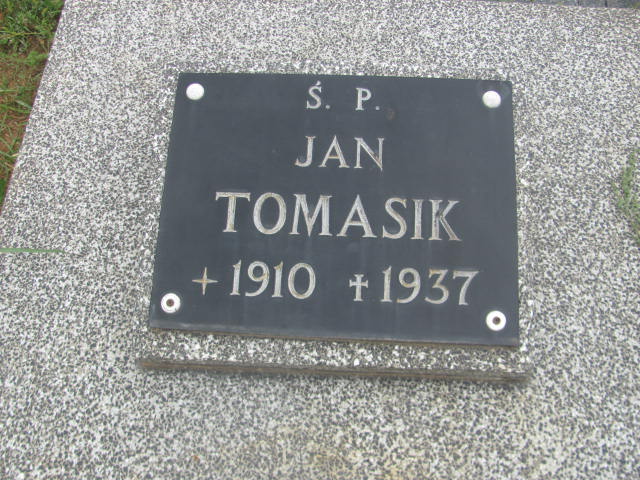 Ś. P.
JAN
TOMASIK
+ 1910 ✝ 1937